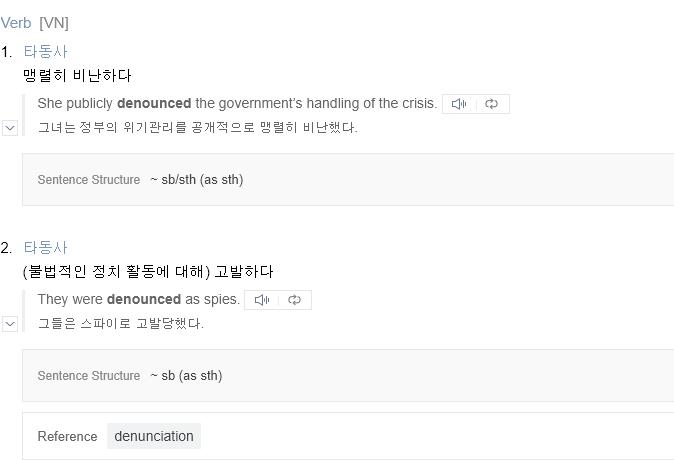 Verb [VN]
1. 타동사
맹렬히 비난하다
She publicly denounced the government's handling of the crisis.
그녀는 정부의 위기관리를 공개적으로 맹렬히 비난했다.
Sentence Structure ~ sb/sth (as sth)
2. 타동사
(불법적인 정치 활동에 대해) 고발하다
They were denounced as spies.
그들은 스파이로 고발당했다.
Sentence Structure ~ sb (as sth)
Reference denunciation